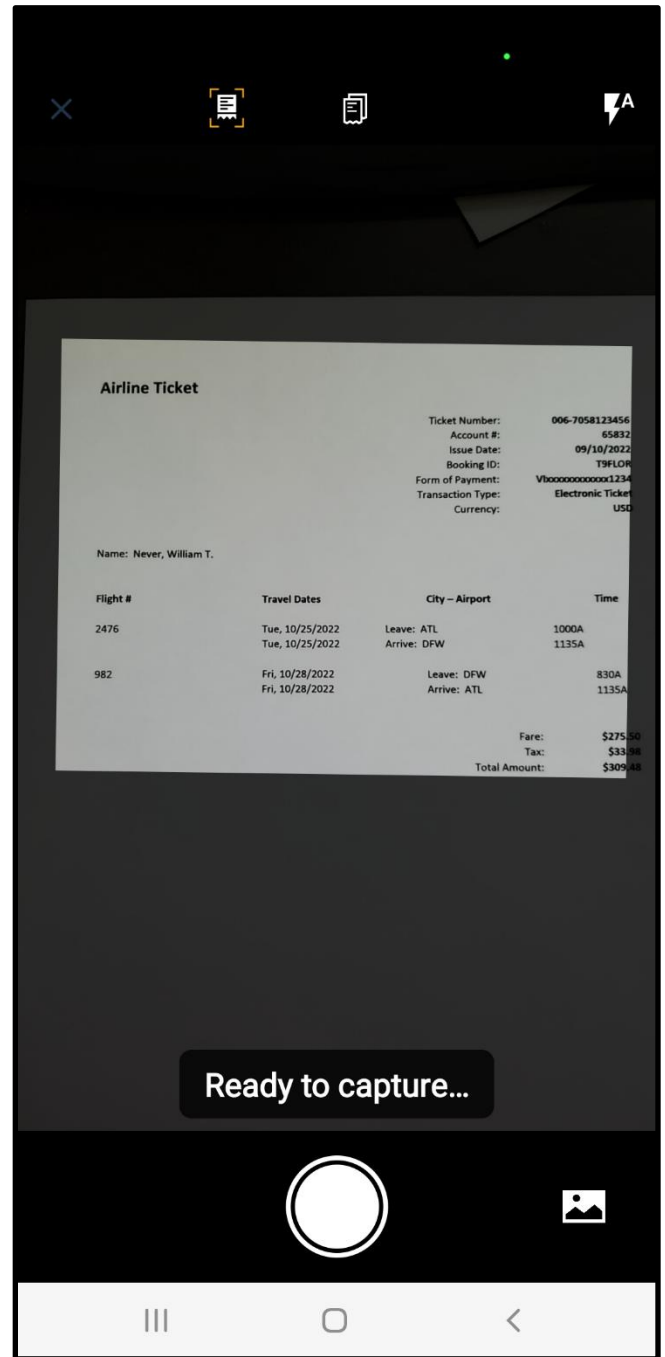 A
Airline Ticket
Ticket Number: 006-7058123456
Account #: 65832
Issue Date: 09/10/2022
Booking ID: T9FLOR
Form of Payment: Vbxxxxxxxxxxxx1234
Transaction Type: Electronic Ticket
Currency: USD
Name: Never, William T.
Flight # Travel Dates City – Airport Time
2476 Tue, 10/25/2022 Leave: ATL 1000A
Tue, 10/25/2022 Arrive: DFW 1135A
982 Fri, 10/28/2022 Leave: DFW 830A
Fri, 10/28/2022 Arrive: ATL 1135A
Fare: $275.50
Tax: $33.98
Total Amount: $309.48
Ready to capture...